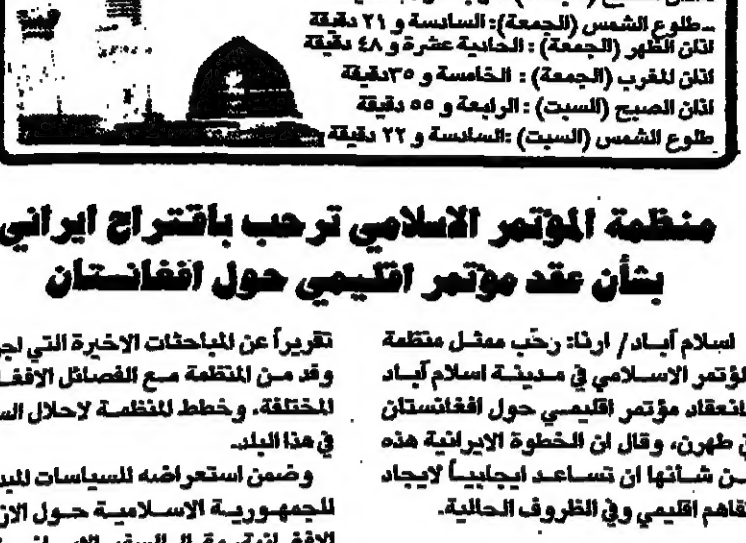 طلوع الشمس (الجمعة): السادسة و ٢١ دقيقة
اذان الظهر (الجمعة) : الحادية عشرة و ٤٨ دقيقة
اذان المغرب (الجمعة) : الخامسة و ٣٥ دقيقة
اذان الصبح (السبت) : الرابعة و ٥٥ دقيقة
طلوع الشمس (السبت) :السادسة و ٢٢ دقيقة
منظمة المؤتمر الاسلامي ترحب باقتراح ايراني
بشأن عقد مؤتمر اقليمي حول افغانستان
اسلام آباد/ ارنا: رحّب ممثل منظمة
المؤتمر الاسلامي في مدينة اسلام آباد
بانعقاد مؤتمر اقليمي حول افغانستان
في طهرن، وقال ان الخطوة الايرانية هذه
من شأنها ان تساعد ايجابياً لايجاد
تفاهم اقليمي وفي الظروف الحالية.
تقريراً عن المباحثات الاخيرة التي
وفد من المنظمة مع الفصائل
المختلفة، وخطط المنظمة لاحلال
في هذا البلد.
وضمن استعراضه للسياسات
للجمهورية الاسلامية حول